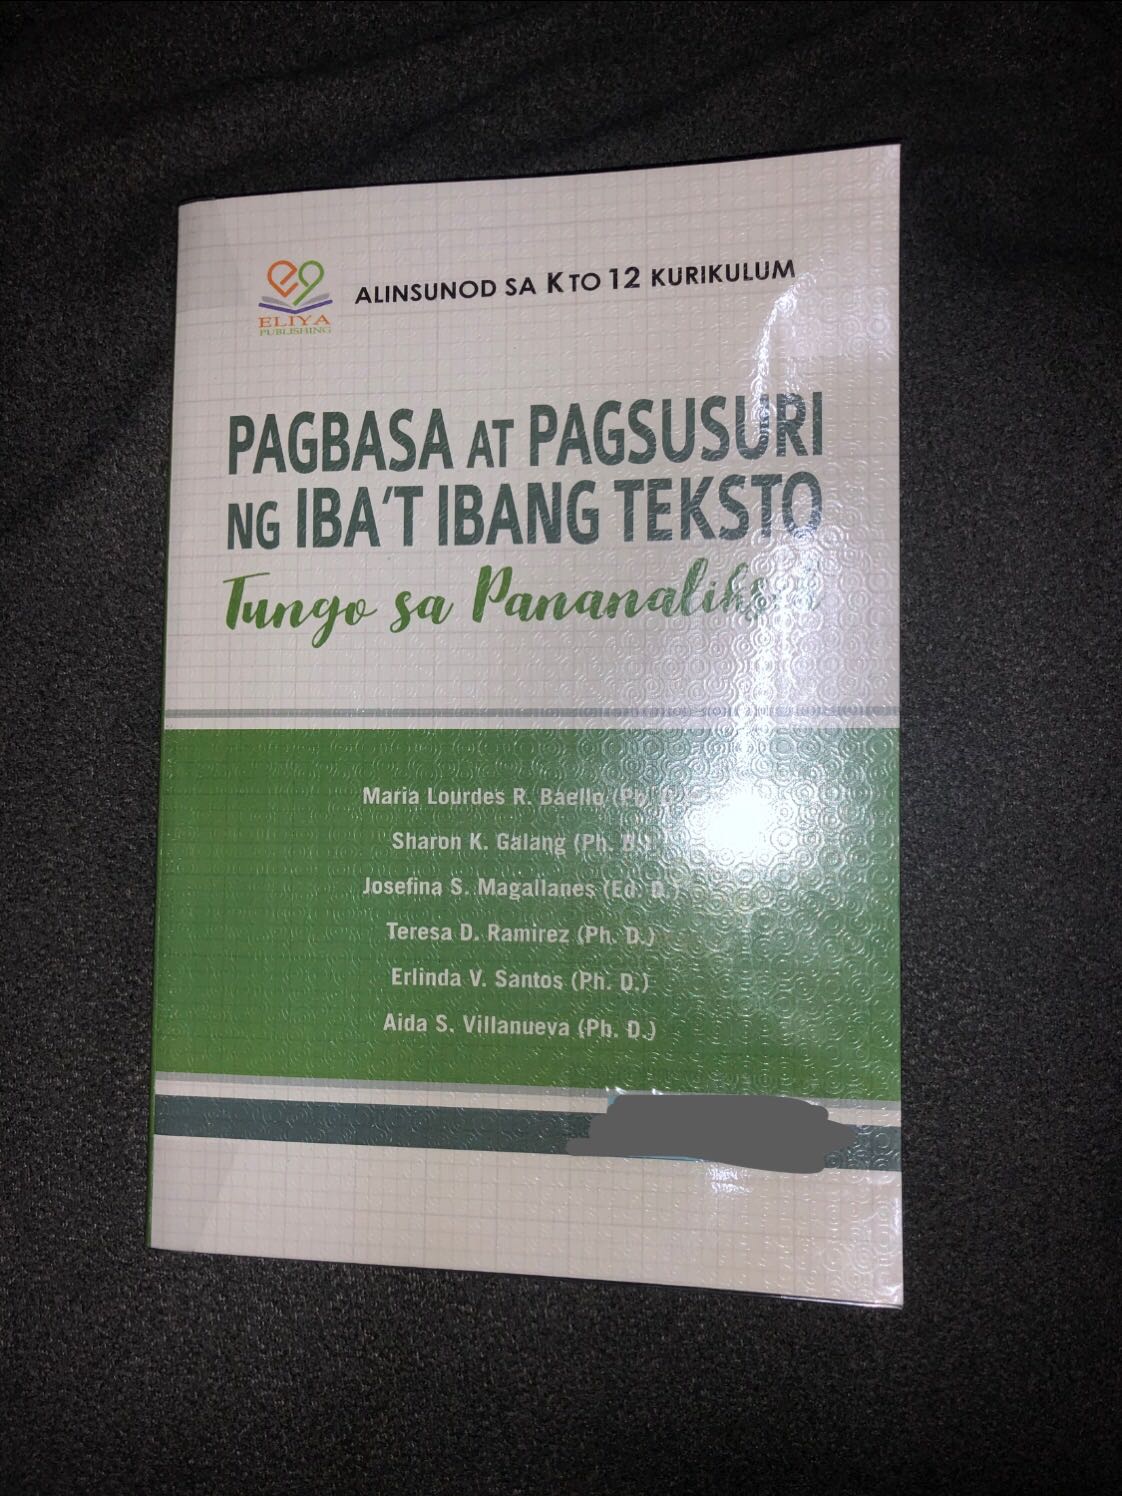 ELIYA
PUBLISHING
ALINSUNOD SA K TO 12 KURIKULUM
PAGBASA AT PAGSUSURI
NG IBA'T IBANG TEKSTO
Tungo sa
Maria Lourdes R. Baello
Sharon K. Galang (Ph.
Josefina S. Magallanes (Ed. D.)
Teresa D. Ramirez (Ph. D.)
Erlinda V. Santos (Ph. D.)
Aida S. Villanueva (Ph. D.)